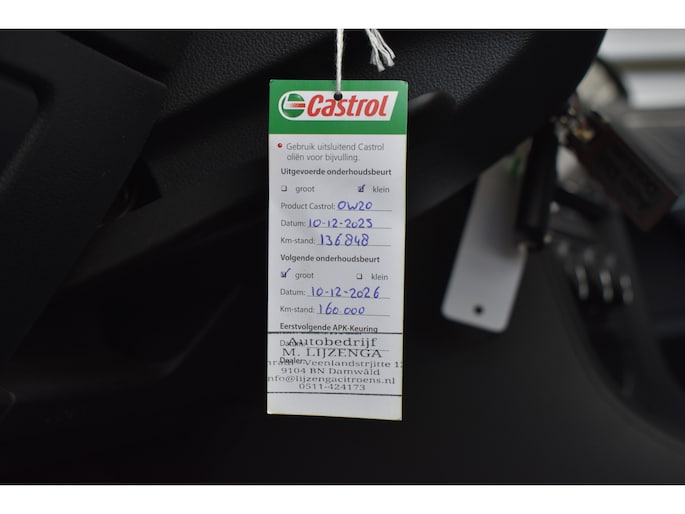 Castrol
Gebruik uitsluitend Castrol
oliën voor bijvulling.
Uitgevoerde onderhoudsbeurt
groot klein
Product Castrol: 0W20
Datum: 10-12-2025
Km-stand: 136848
Volgende onderhoudsbeurt
groot klein
Datum: 10-12-2026
Km-stand: 160 000
Eerstvolgende APK-Keuring
Datum:
Autobedrijf
M. LIJZENGA
Dealer:
9104 BN Damwâld
info@lijzengacitroens.nl
0511-424173